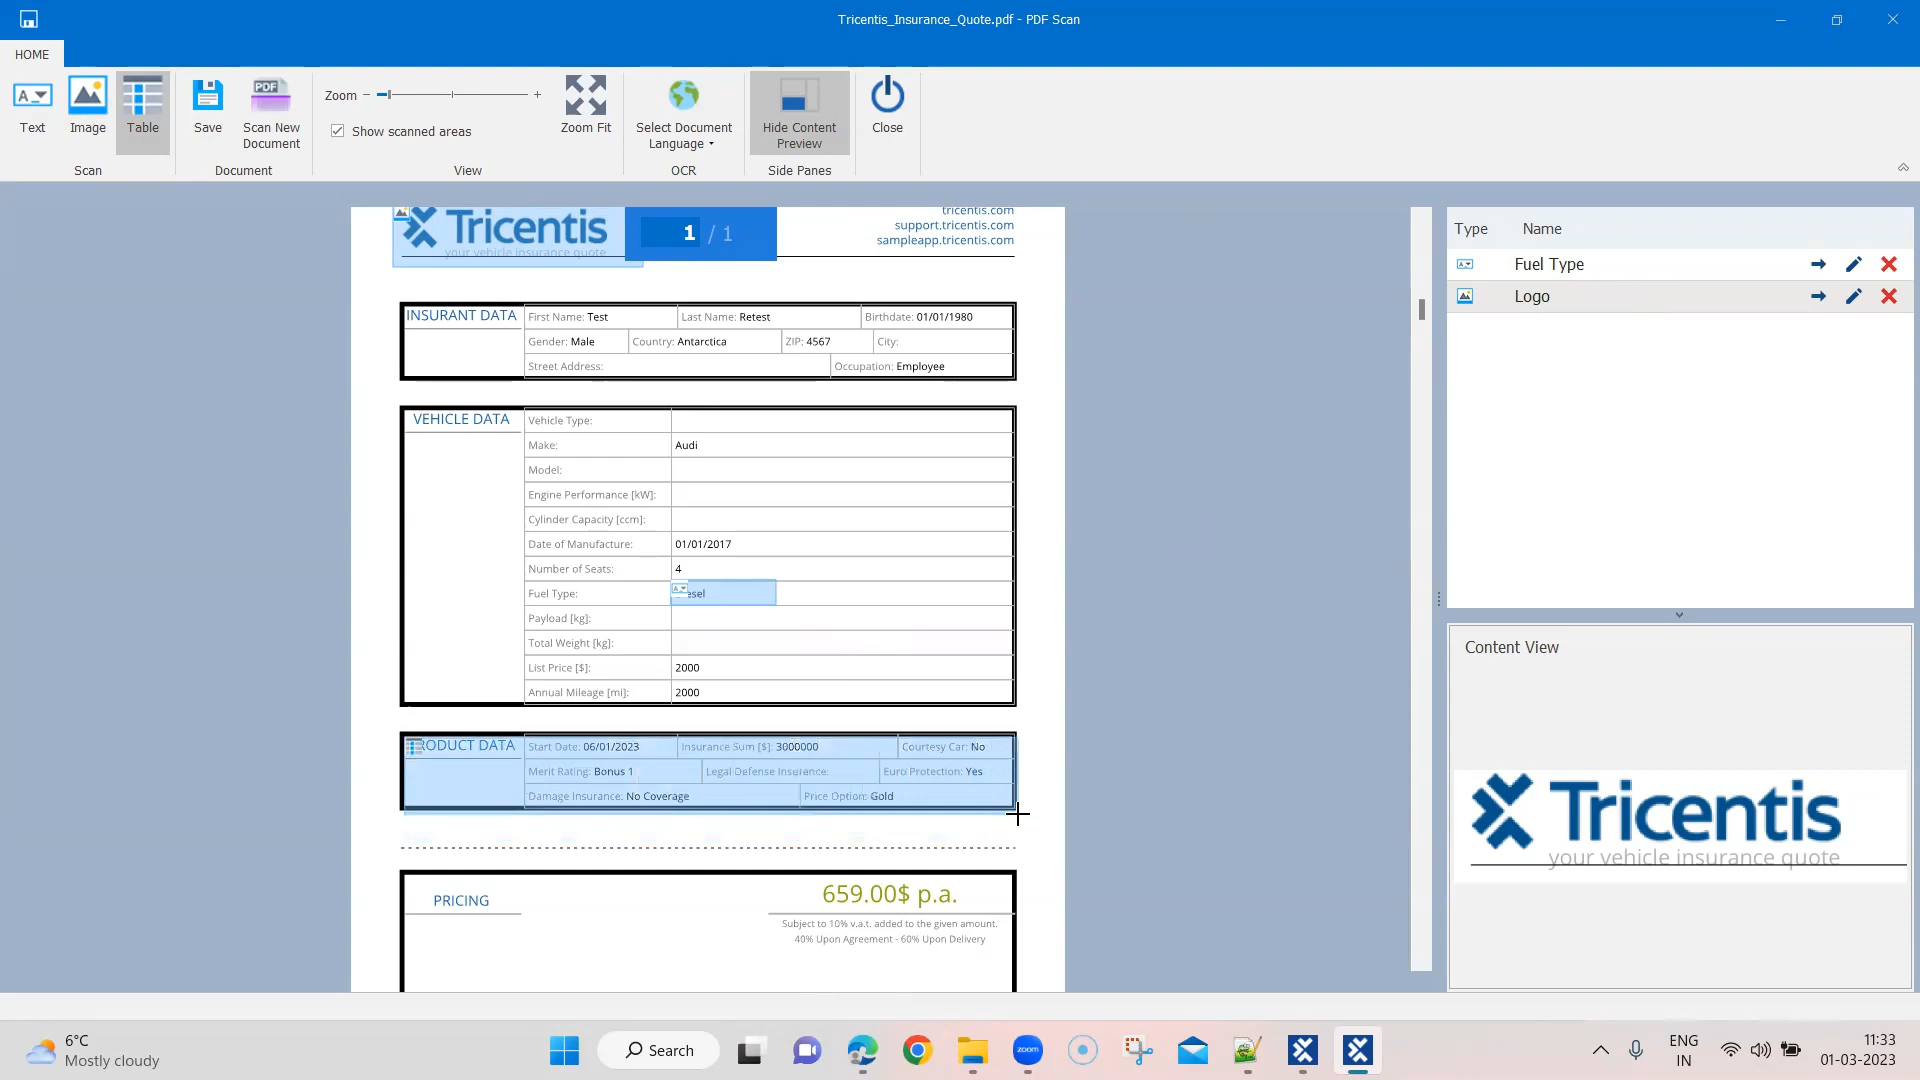 Tricentis_Insurance_Quote.pdf - PDF Scan
HOME
Text
Image
Table
Scan
Save
PDF
Scan New
Document
Document
Zoom
Show scanned areas
Zoom Fit
View
Select Document
Language
OCR
Hide Content
Preview
Side Panes
Close
Tricentis
your vehicle insurance quote
1 / 1
tricentis.com
support.tricentis.com
sampleapp.tricentis.com
INSURANT DATA
First Name: Test
Last Name: Retest
Birthdate: 01/01/1980
Gender: Male
Country: Antarctica
ZIP: 4567
City:
Street Address:
Occupation: Employee
VEHICLE DATA
Vehicle Type:
Make: Audi
Model:
Engine Performance [kW]:
Cylinder Capacity [ccm]:
Date of Manufacture: 01/01/2017
Number of Seats: 4
Fuel Type:
Payload [kg]:
Total Weight [kg]:
List Price [$]: 2000
Annual Mileage [mi]: 2000
DATA
Start Date: 06/01/2023
Insurance Sum [$]: 3000000
Courtesy Car: No
Merit Rating: Bonus 1
Legal Defense Insurance:
Euro Protection: Yes
Damage Insurance: No Coverage
Price Option: Gold
PRICING
659.00$ p.a.
Subject to 10% v.a.t. added to the given amount.
40% Upon Agreement - 60% Upon Delivery
Type Name
Fuel Type
Logo
Content View
Tricentis
your vehicle insurance quote
6°C
Mostly cloudy
Search
zoom
ENG
IN
11:33
01-03-2023